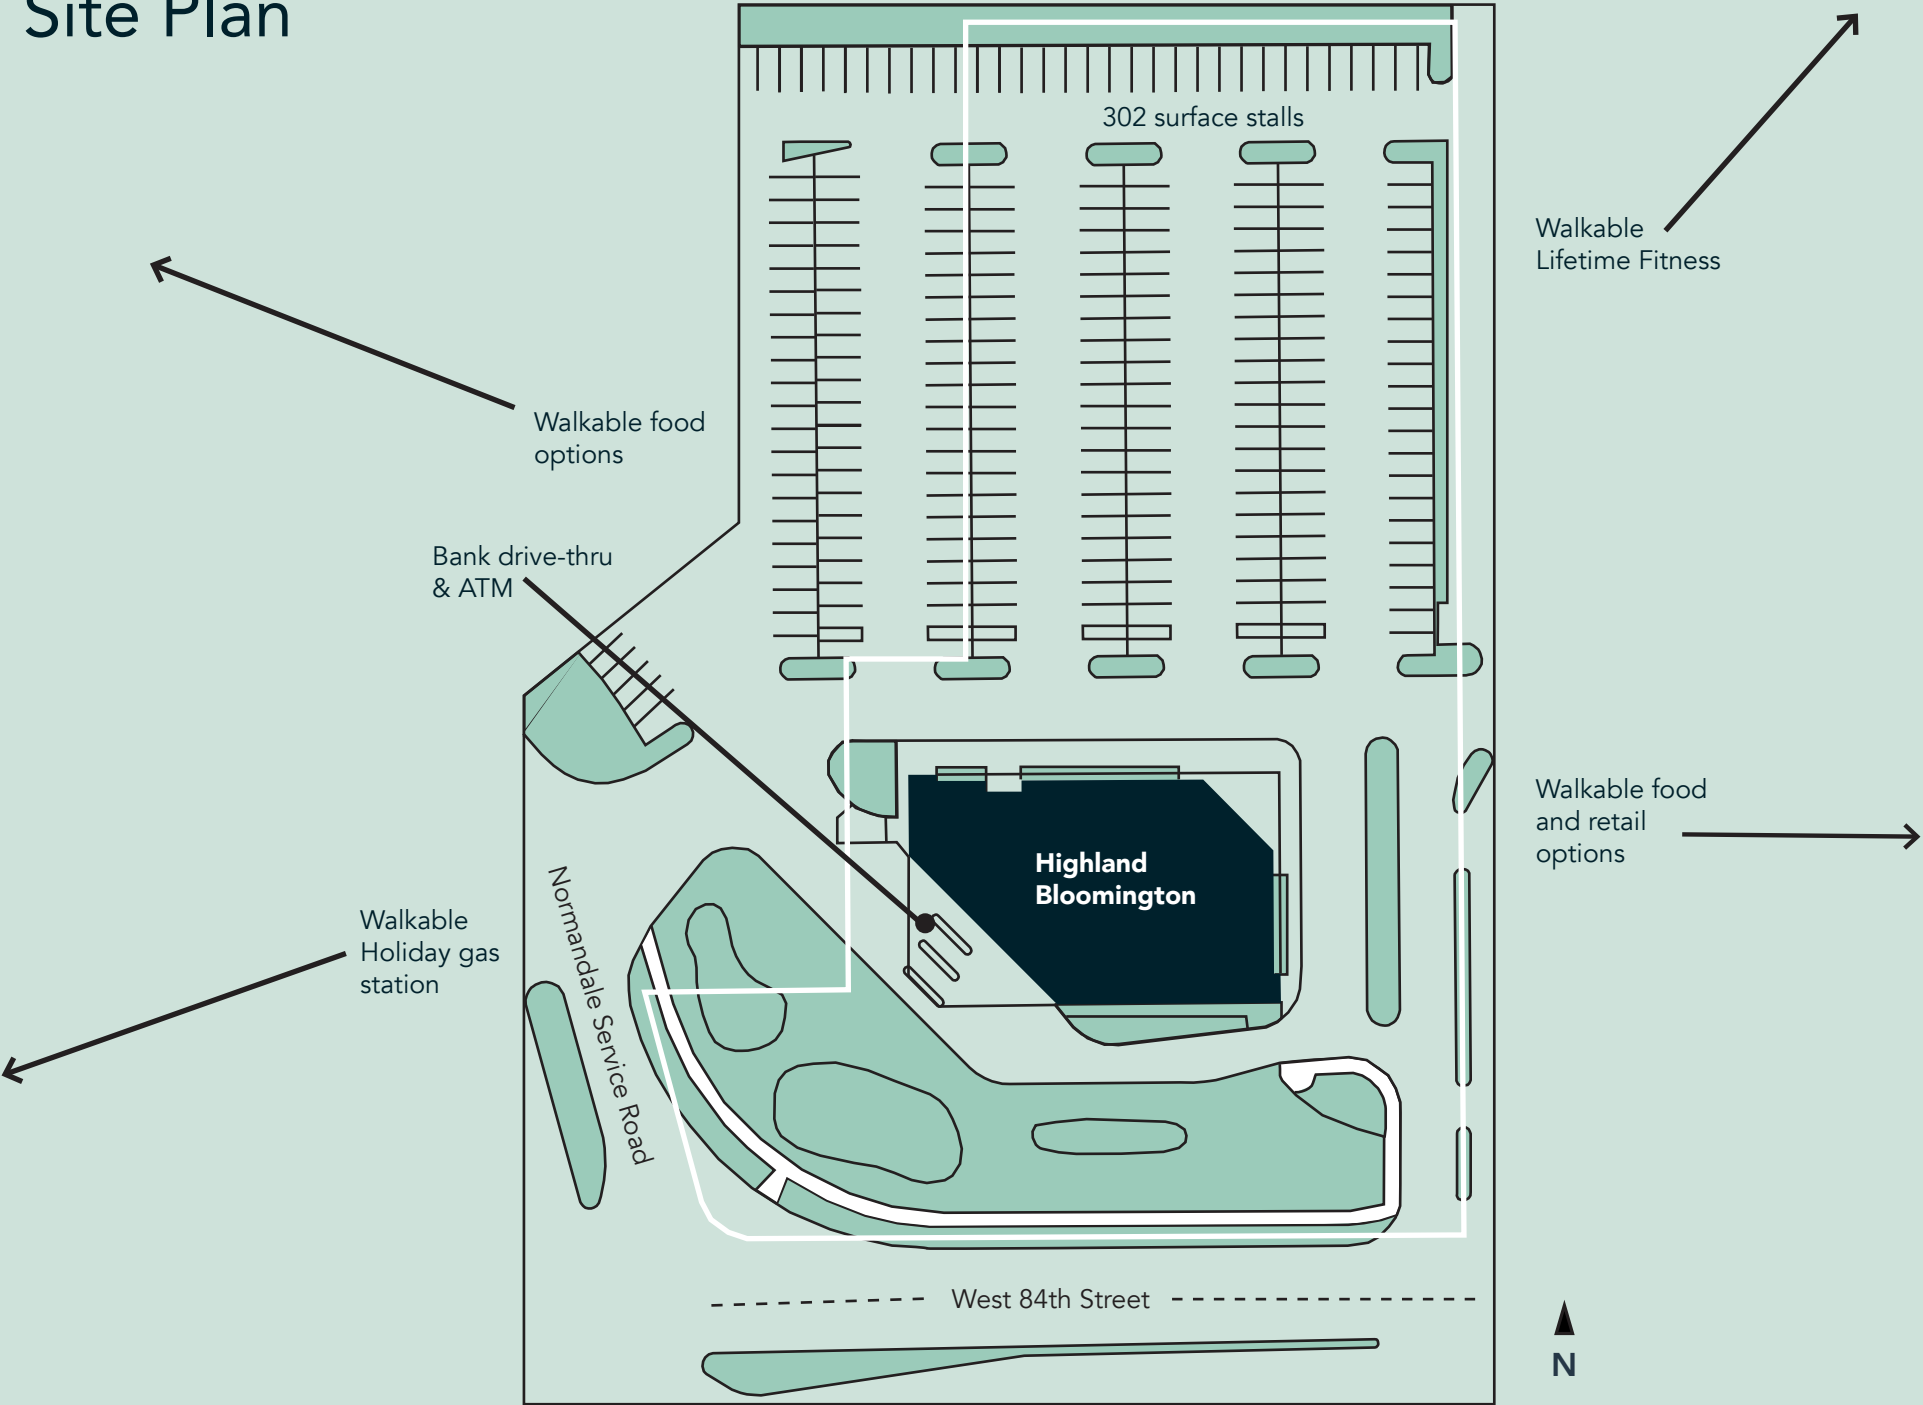 Site Plan
302 surface stalls
Walkable
Lifetime Fitness
Walkable food
options
Bank drive-thru
& ATM
Walkable food
and retail
options
Highland
Bloomington
Walkable
Holiday gas
station
Normandale Service Road
West 84th Street
N